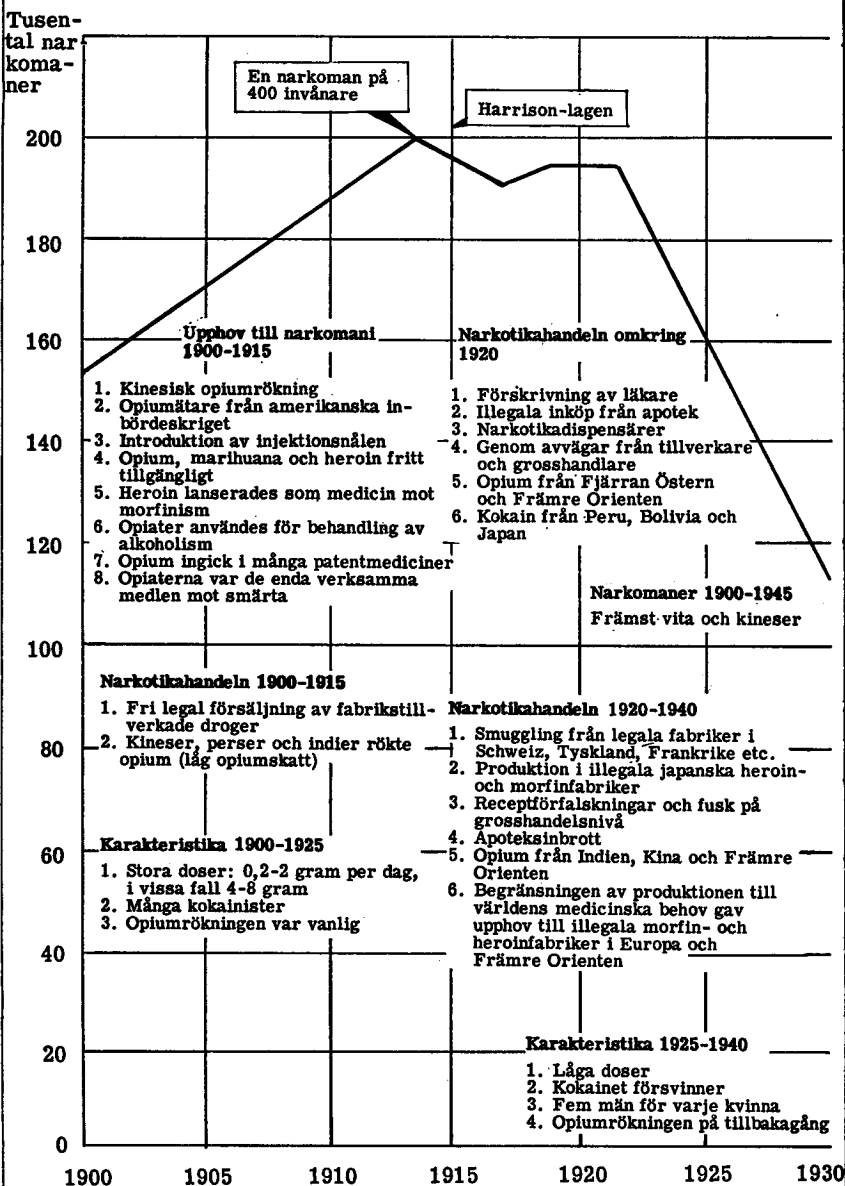 Tusen-
tal nar
koma-
ner
En narkoman på
400 invånare
Harrison-lagen
200
180
160
140
120
100
80
60
40
20
0
Upphov till narkomani
1900-1915
1. Kinesisk opiumrökning
2. Opiumätare från amerikanska in-
bördeskriget
3. Introduktion av injektionsnålen
4. Opium, marihuana och heroin fritt
tillgängligt
5. Heroin lanserades som medicin mot
morfinism
6. Opiater användes för behandling av
alkoholism
7. Opium ingick i många patentmediciner
8. Opiaterna var de enda verksamma
medlen mot smärta
Narkotikahandeln omkring
1920
1. Förskrivning av läkare
2. Illegala inköp från apotek
3. Narkotikadispensärer
4. Genom avvägar från tillverkare
och grosshandlare
5. Opium från Fjärran Östern
och Främre Orienten
6. Kokain från Peru, Bolivia och
Japan
Narkomaner 1900-1945
Främst vita och kineser
Narkotikahandeln 1900-1915
1. Fri legal försäljning av fabrikstill-
verkade droger
2. Kineser, perser och indier rökte
opium (låg opiumskatt)
Narkotikahandeln 1920-1940
1. Smuggling från legala fabriker i
Schweiz, Tyskland, Frankrike etc.
2. Produktion i illegala japanska heroin-
och morfinfabriker
3. Receptförfalskningar och fusk på
grosshandelsnivå
4. Apoteksinbrott
5. Opium från Indien, Kina och Främre
Orienten
6. Begränsningen av produktionen till
världens medicinska behov gav
upphov till illegala morfin- och
heroinfabriker i Europa och
Främre Orienten
Karakteristika 1900-1925
1. Stora doser: 0,2-2 gram per dag,
i vissa fall 4-8 gram
2. Många kokainister
3. Opiumrökningen var vanlig
Karakteristika 1925-1940
1. Låga doser
2. Kokainet försvinner
3. Fem män för varje kvinna
4. Opiumrökningen på tillbakagång
1900 1905 1910 1915 1920 1925 1930